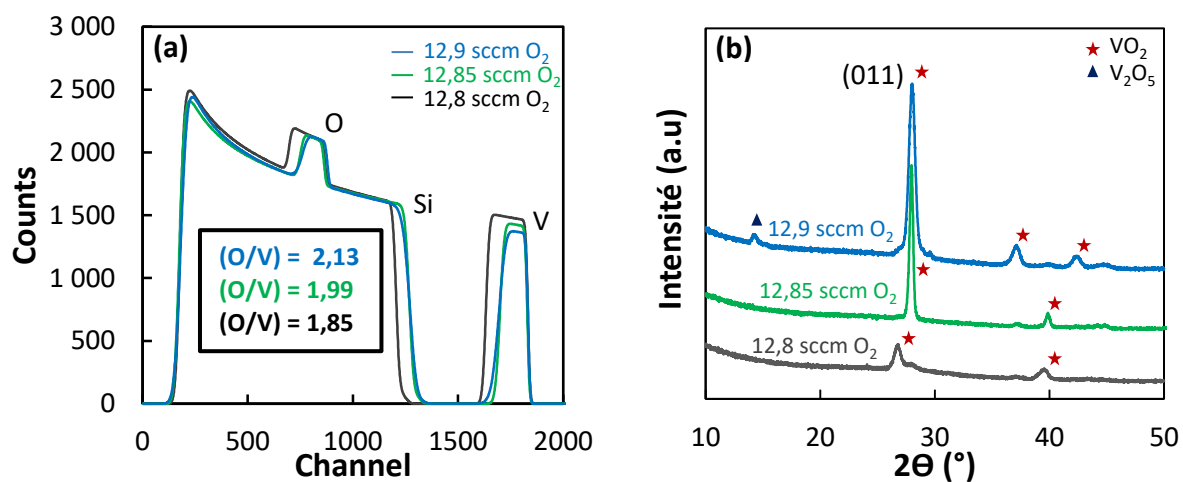 (a)
12,9 sccm O₂
12,85 sccm O₂
12,8 sccm O₂
O
Si
V
(O/V) = 2,13
(O/V) = 1,99
(O/V) = 1,85
3 000
2 500
2 000
1 500
1 000
500
0
Counts
0 500 1000 1500 2000
Channel
(b)
VO₂
V₂O₅
(011)
12,9 sccm O₂
12,85 sccm O₂
12,8 sccm O₂
Intensité (a.u)
10 20 30 40 50
2Ɵ (°)